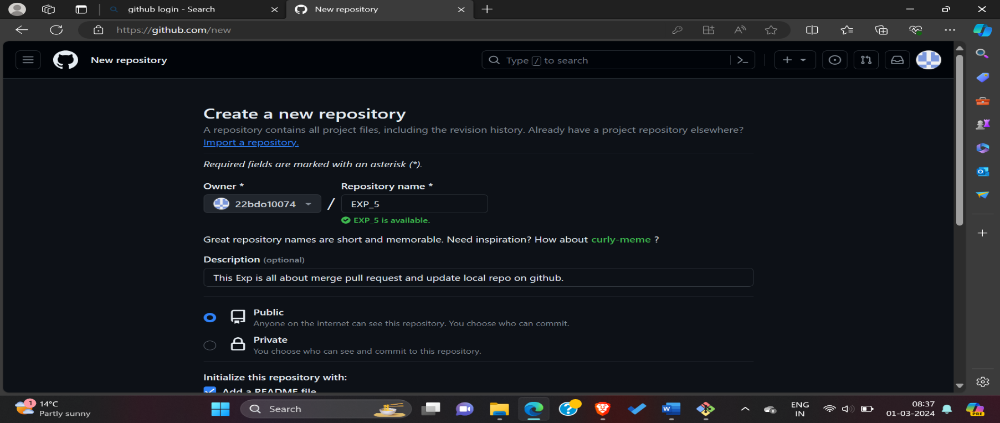 github login - Search
New repository
https://github.com/new
New repository
Type / to search
Create a new repository
A repository contains all project files, including the revision history. Already have a project repository elsewhere?
Import a repository.
Required fields are marked with an asterisk (*).
Owner *
Repository name *
22bdo10074
/
EXP_5
EXP_5 is available.
Great repository names are short and memorable. Need inspiration? How about curly-meme ?
Description (optional)
This Exp is all about merge pull request and update local repo on github.
Public
Anyone on the internet can see this repository. You choose who can commit.
Private
You choose who can see and commit to this repository.
Initialize this repository with:
Add a README file
1
14°C
Partly sunny
Search
ENG
IN
08:37
01-03-2024
PRE